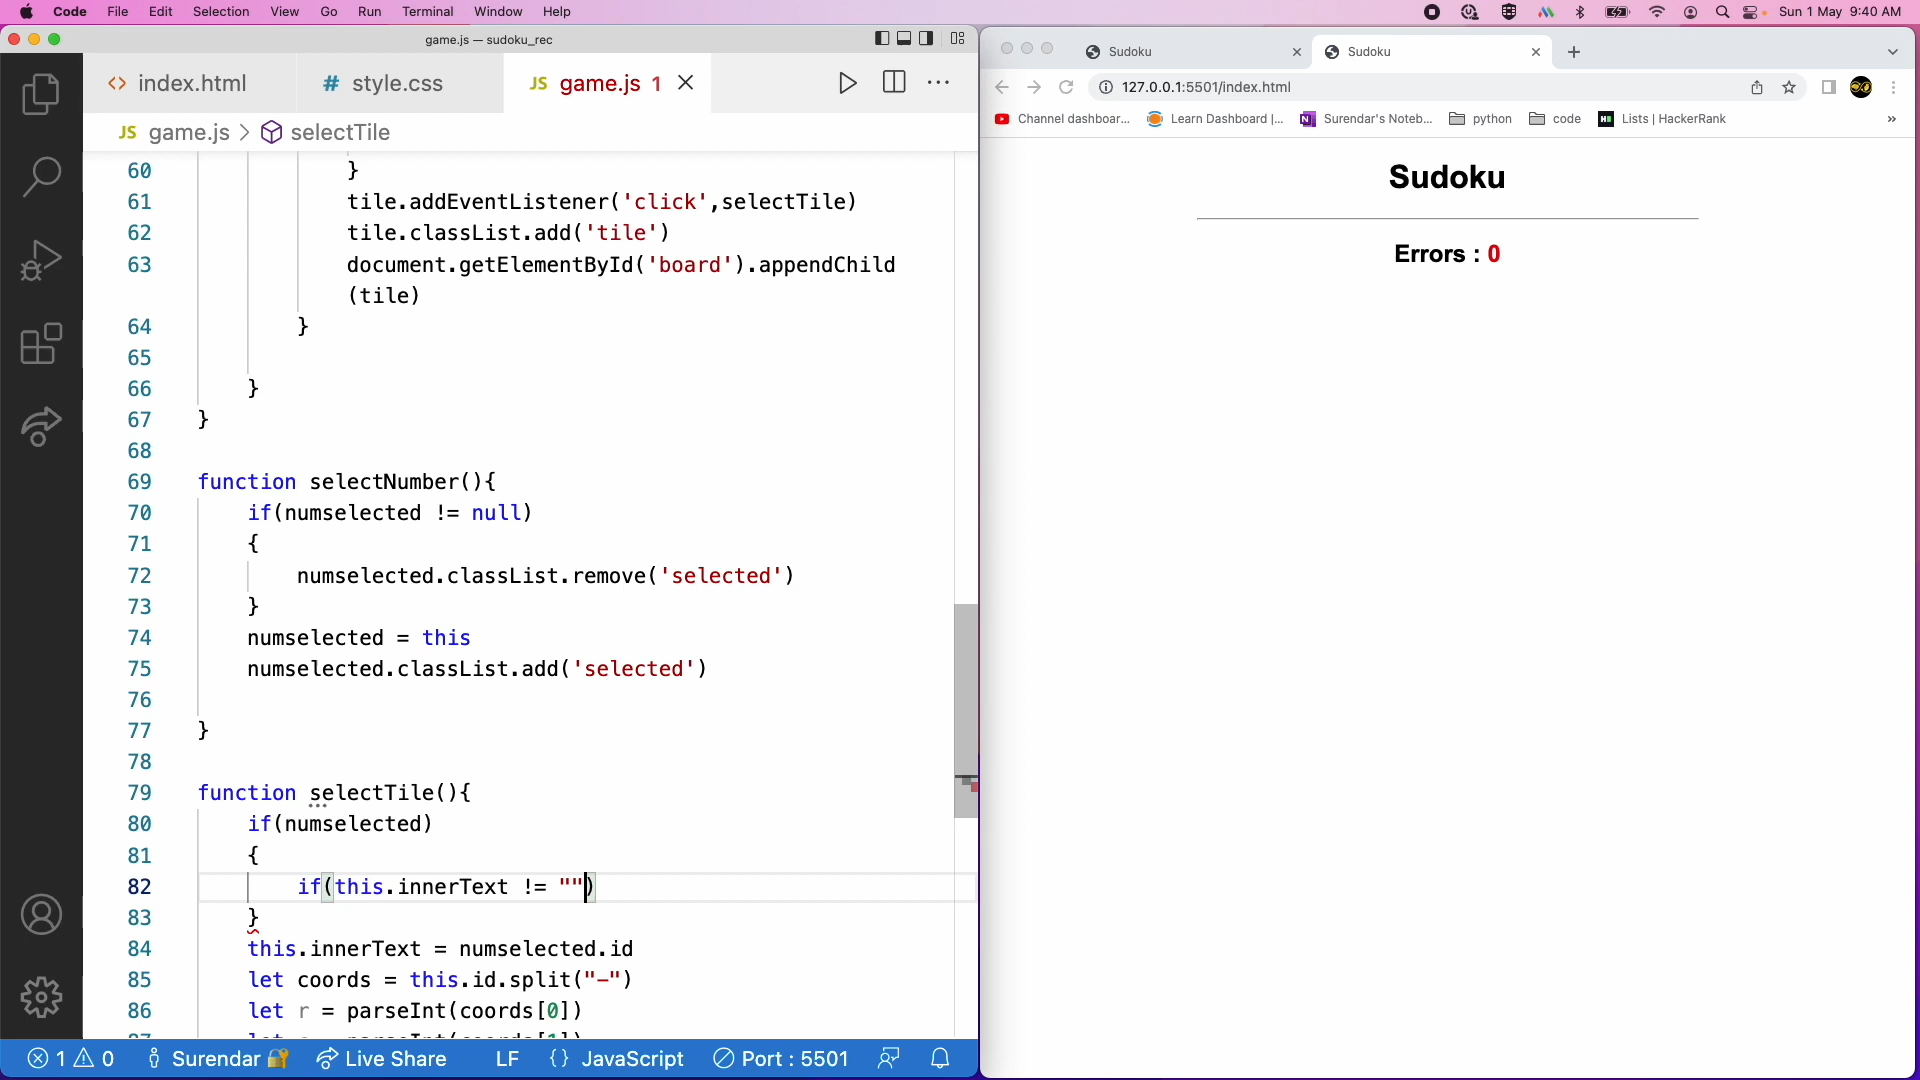 Code File Edit Selection View Go Run Terminal Window Help
Sun 1 May 9:40 AM
game.js — sudoku_rec
<> index.html
# style.css
JS game.js 1
JS game.js > selectTile
60 }
61 tile.addEventListener('click',selectTile)
62 tile.classList.add('tile')
63 document.getElementById('board').appendChild
(tile)
64 }
65
66 }
67 }
68
69 function selectNumber(){
70 if(numselected != null)
71 {
72 numselected.classList.remove('selected')
73 }
74 numselected = this
75 numselected.classList.add('selected')
76
77 }
78
79 function selectTile(){
80 if(numselected)
81 {
82 if(this.innerText != "")
83 }
84 this.innerText = numselected.id
85 let coords = this.id.split("-")
86 let r = parseInt(coords[0])
1 0 Surendar Live Share LF {} JavaScript Port : 5501
Sudoku
Sudoku
127.0.0.1:5501/index.html
Channel dashboar... Learn Dashboard |... Surendar's Noteb... python code Lists | HackerRank »
Sudoku
Errors : 0